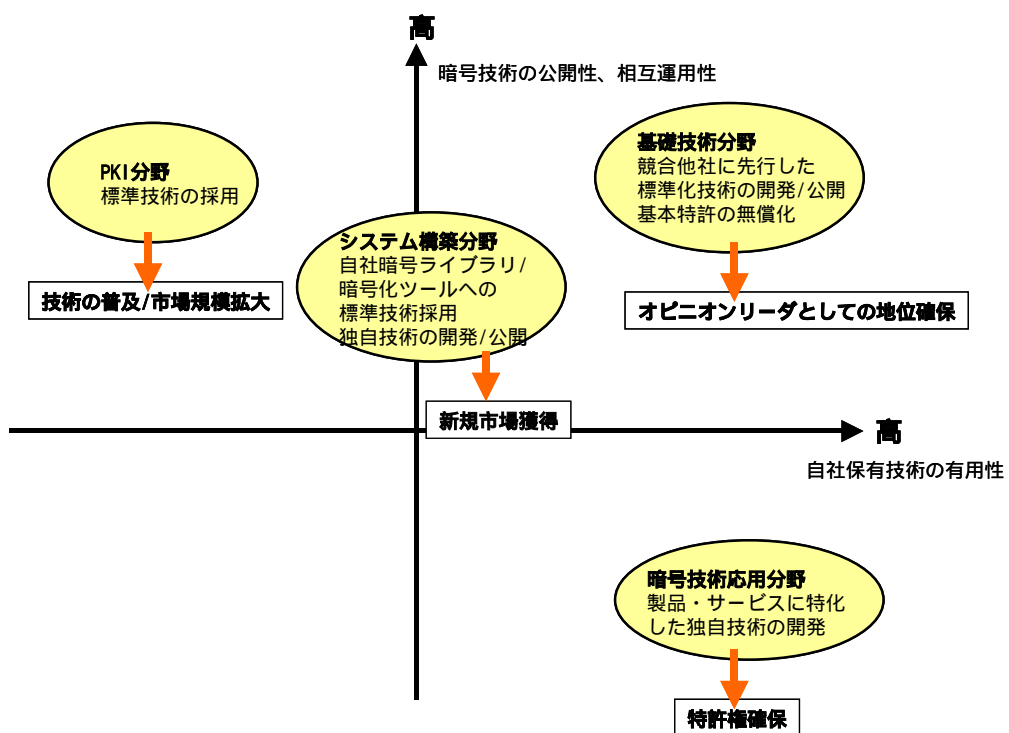 高
暗号技術の公開性、相互運用性
PKI分野
標準技術の採用
技術の普及/市場規模拡大
基礎技術分野
競合他社に先行した
標準化技術の開発/公開
基本特許の無償化
オピニオンリーダとしての地位確保
システム構築分野
自社暗号ライブラリ/
暗号化ツールへの
標準技術採用
独自技術の開発/公開
新規市場獲得
高
自社保有技術の有用性
暗号技術応用分野
製品・サービスに特化
した独自技術の開発
特許権確保